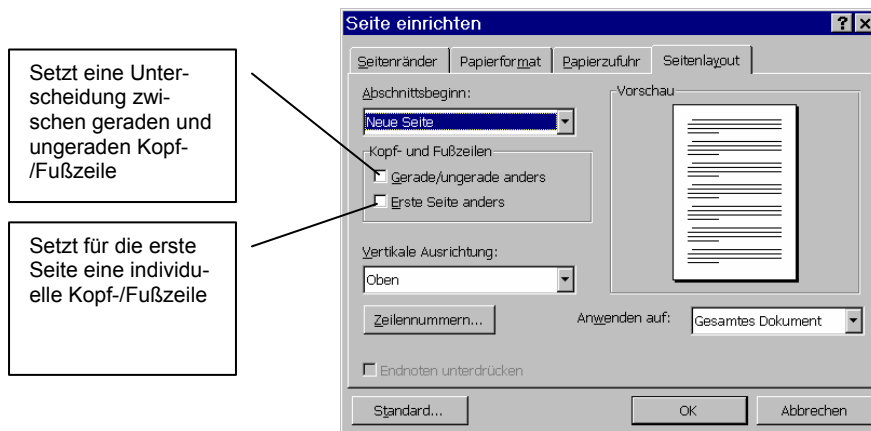 Seite einrichten
Setzt eine Unter-
scheidung zwi-
schen geraden und
ungeraden Kopf-
/Fußzeile
Setzt für die erste
Seite eine individu-
elle Kopf-/Fußzeile
Seitenränder Papierformat Papierzufuhr Seitenlayout
Abschnittsbeginn:
Neue Seite
Kopf- und Fußzeilen
Gerade/ungerade anders
Erste Seite anders
Vertikale Ausrichtung:
Oben
Zeilennummern...
Endnoten unterdrücken
Vorschau
Anwenden auf: Gesamtes Dokument
Standard... OK Abbrechen